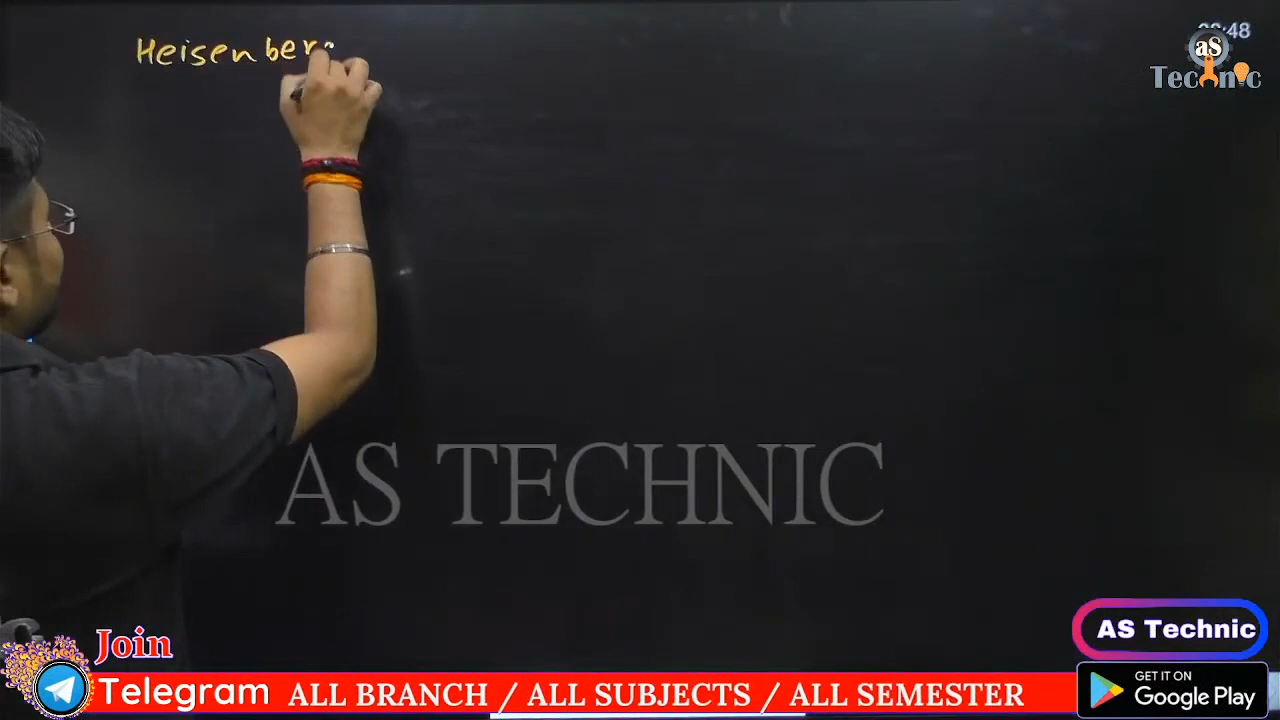 Heisenber
aS
Technic
AS TECHNIC
AS Technic
Join
Telegram
ALL BRANCH / ALL SUBJECTS / ALL SEMESTER
GET IT ON
Google Play